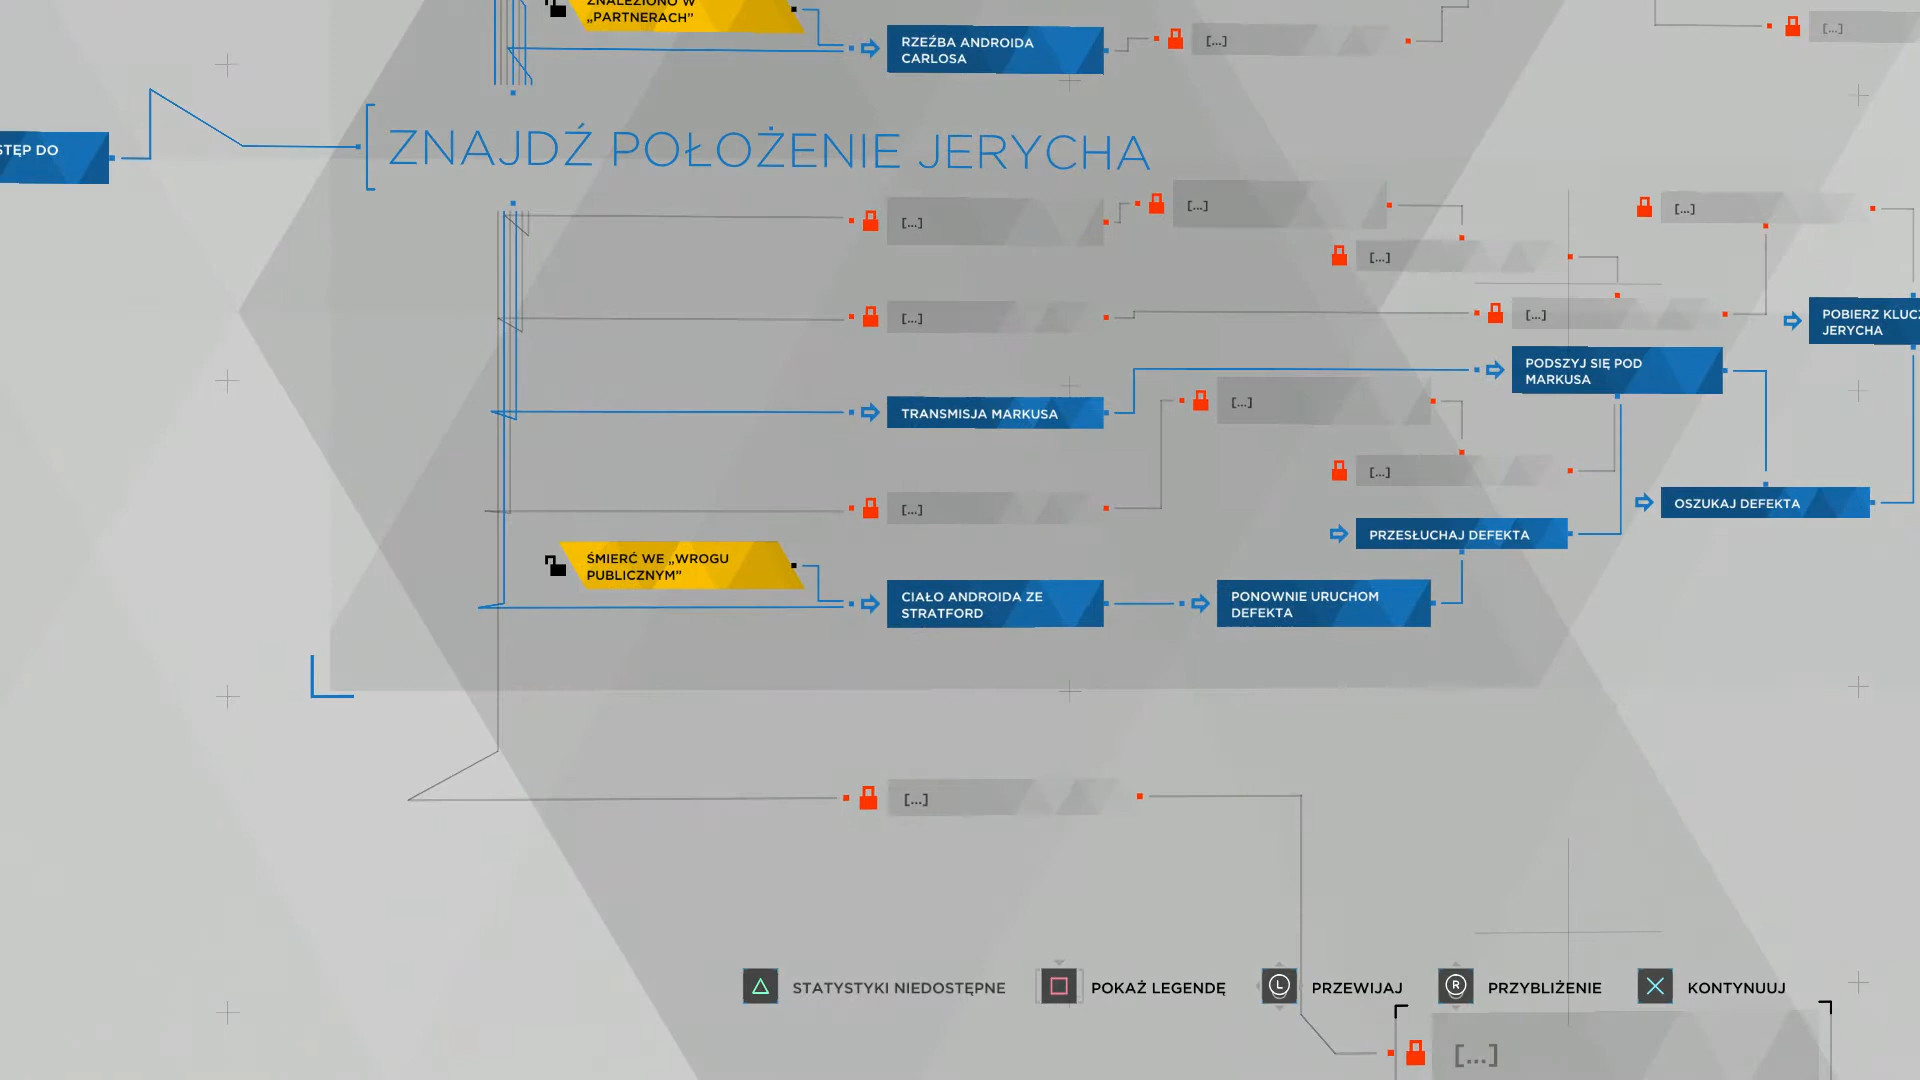 ZNALEZIONO W
„PARTNERACH”
RZEŹBA ANDROIDA
CARLOSA
[...]
[...]
STĘP DO
ZNAJDŹ POŁOŻENIE JERYCHA
[...]
[...]
[...]
[...]
[...]
[...]
POBIERZ KLUCZ
JERYCHA
PODSZYJ SIĘ POD
MARKUSA
TRANSMISJA MARKUSA
[...]
[...]
[...]
OSZUKAJ DEFEKTA
PRZESŁUCHAJ DEFEKTA
ŚMIERĆ WE „WROGU
PUBLICZNYM”
CIAŁO ANDROIDA ZE
STRATFORD
PONOWNIE URUCHOM
DEFEKTA
[...]
STATYSTYKI NIEDOSTĘPNE
POKAŻ LEGENDĘ
L
PRZEWIJAJ
R
PRZYBLIŻENIE
KONTYNUUJ
[...]